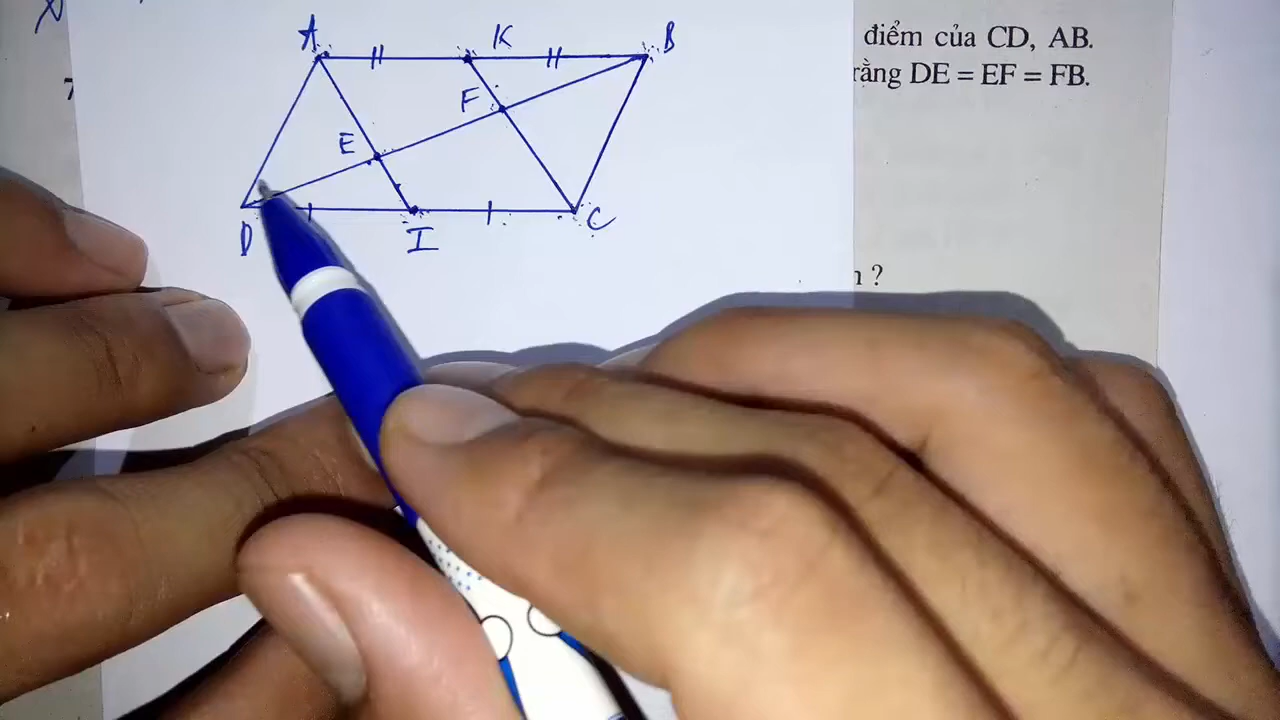 điểm của CD, AB.
rằng DE = EF = FB.
A K B
F
E
D I C
?